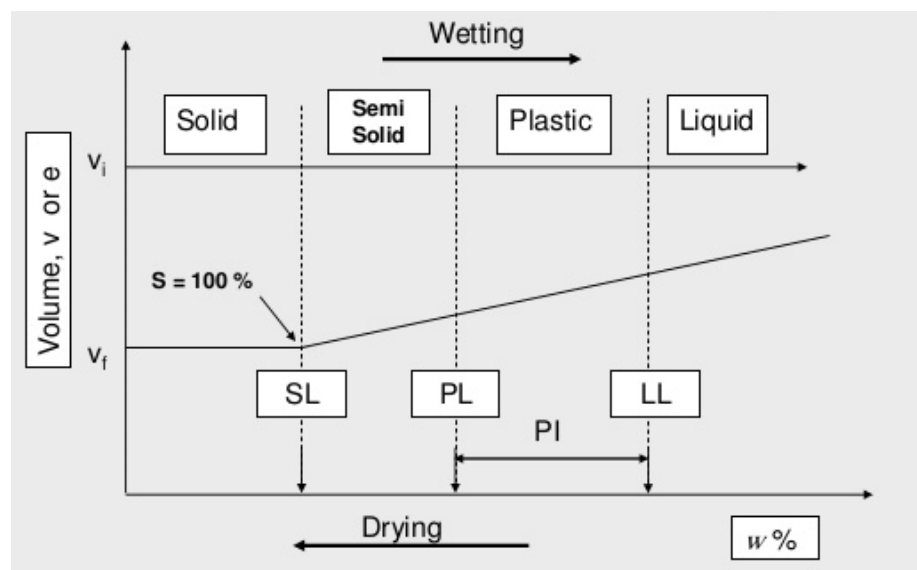 Wetting
Solid
Semi
Solid
Plastic
Liquid
Volume, v or e
vi
S = 100 %
vf
SL
PL
LL
PI
Drying
w%